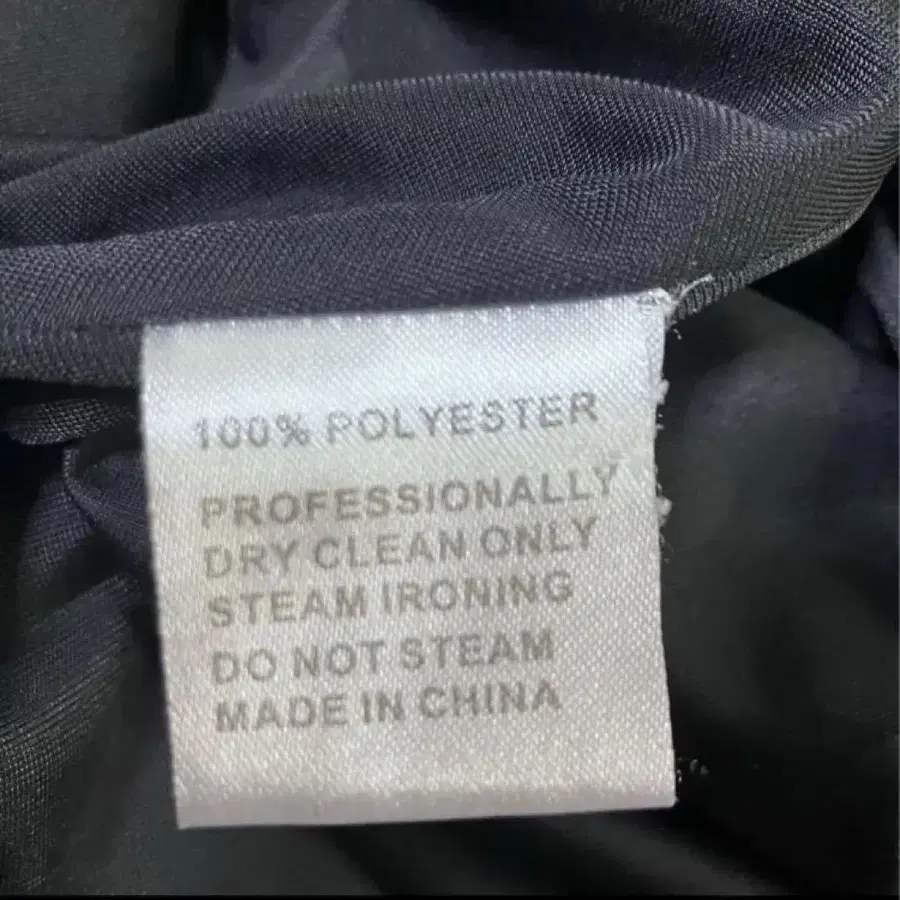 100% POLYESTER
PROFESSIONALLY
DRY CLEAN ONLY
STEAM IRONING
DO NOT STEAM
MADE IN CHINA